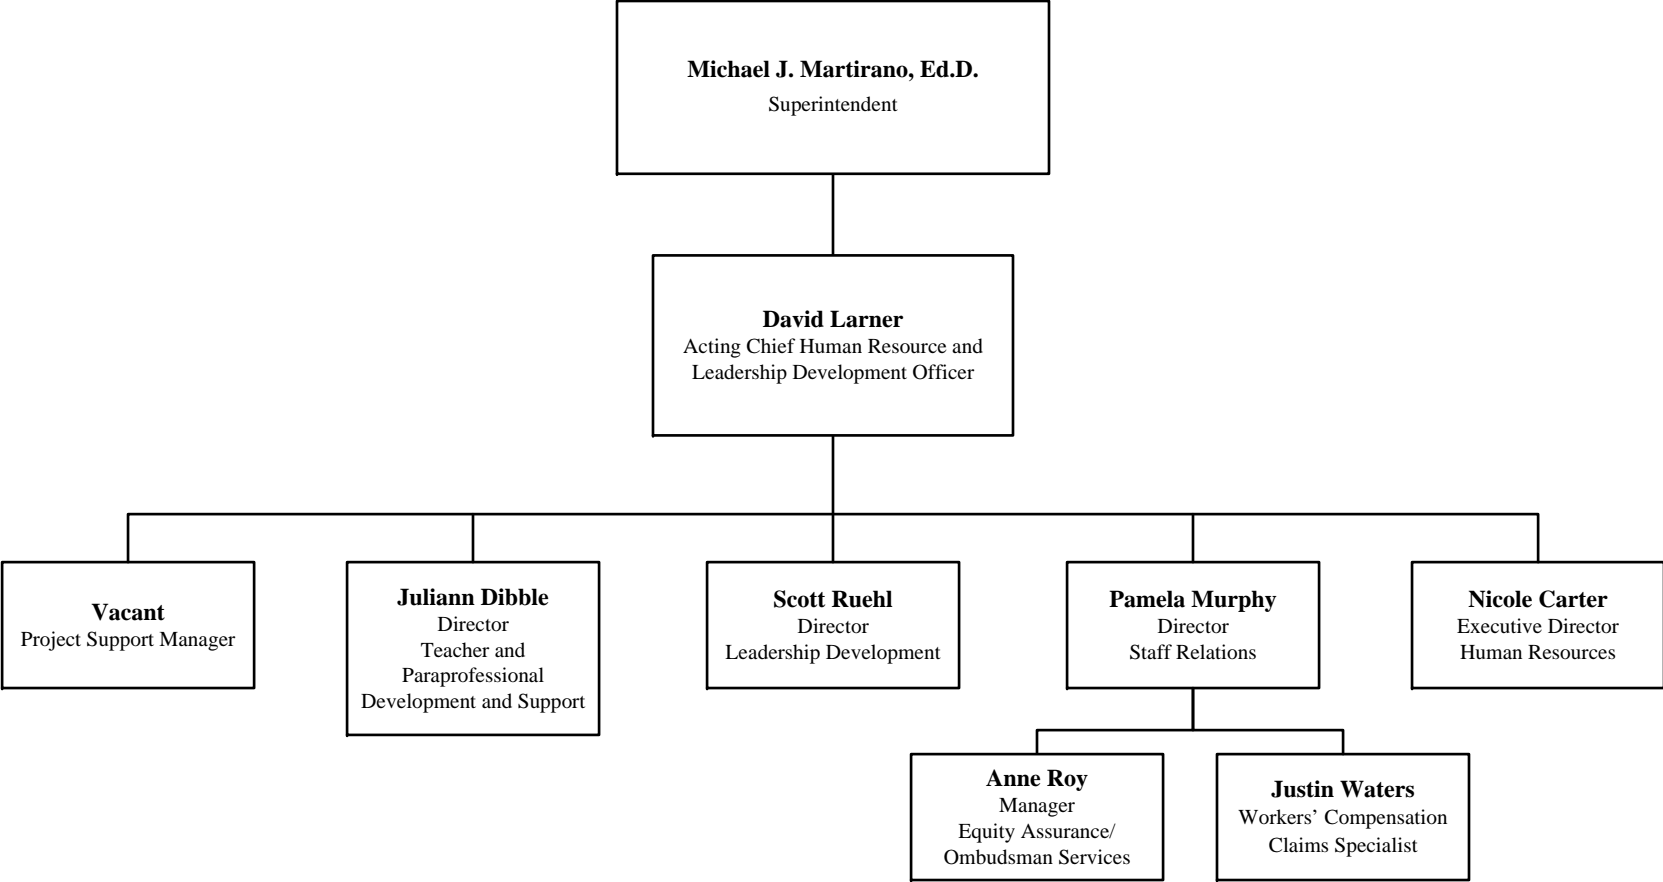 Michael J. Martirano, Ed.D.
Superintendent
David Larner
Acting Chief Human Resource and
Leadership Development Officer
Vacant
Project Support Manager
Juliann Dibble
Director
Teacher and
Paraprofessional
Development and Support
Scott Ruehl
Director
Leadership Development
Pamela Murphy
Director
Staff Relations
Nicole Carter
Executive Director
Human Resources
Anne Roy
Manager
Equity Assurance/
Ombudsman Services
Justin Waters
Workers’ Compensation
Claims Specialist